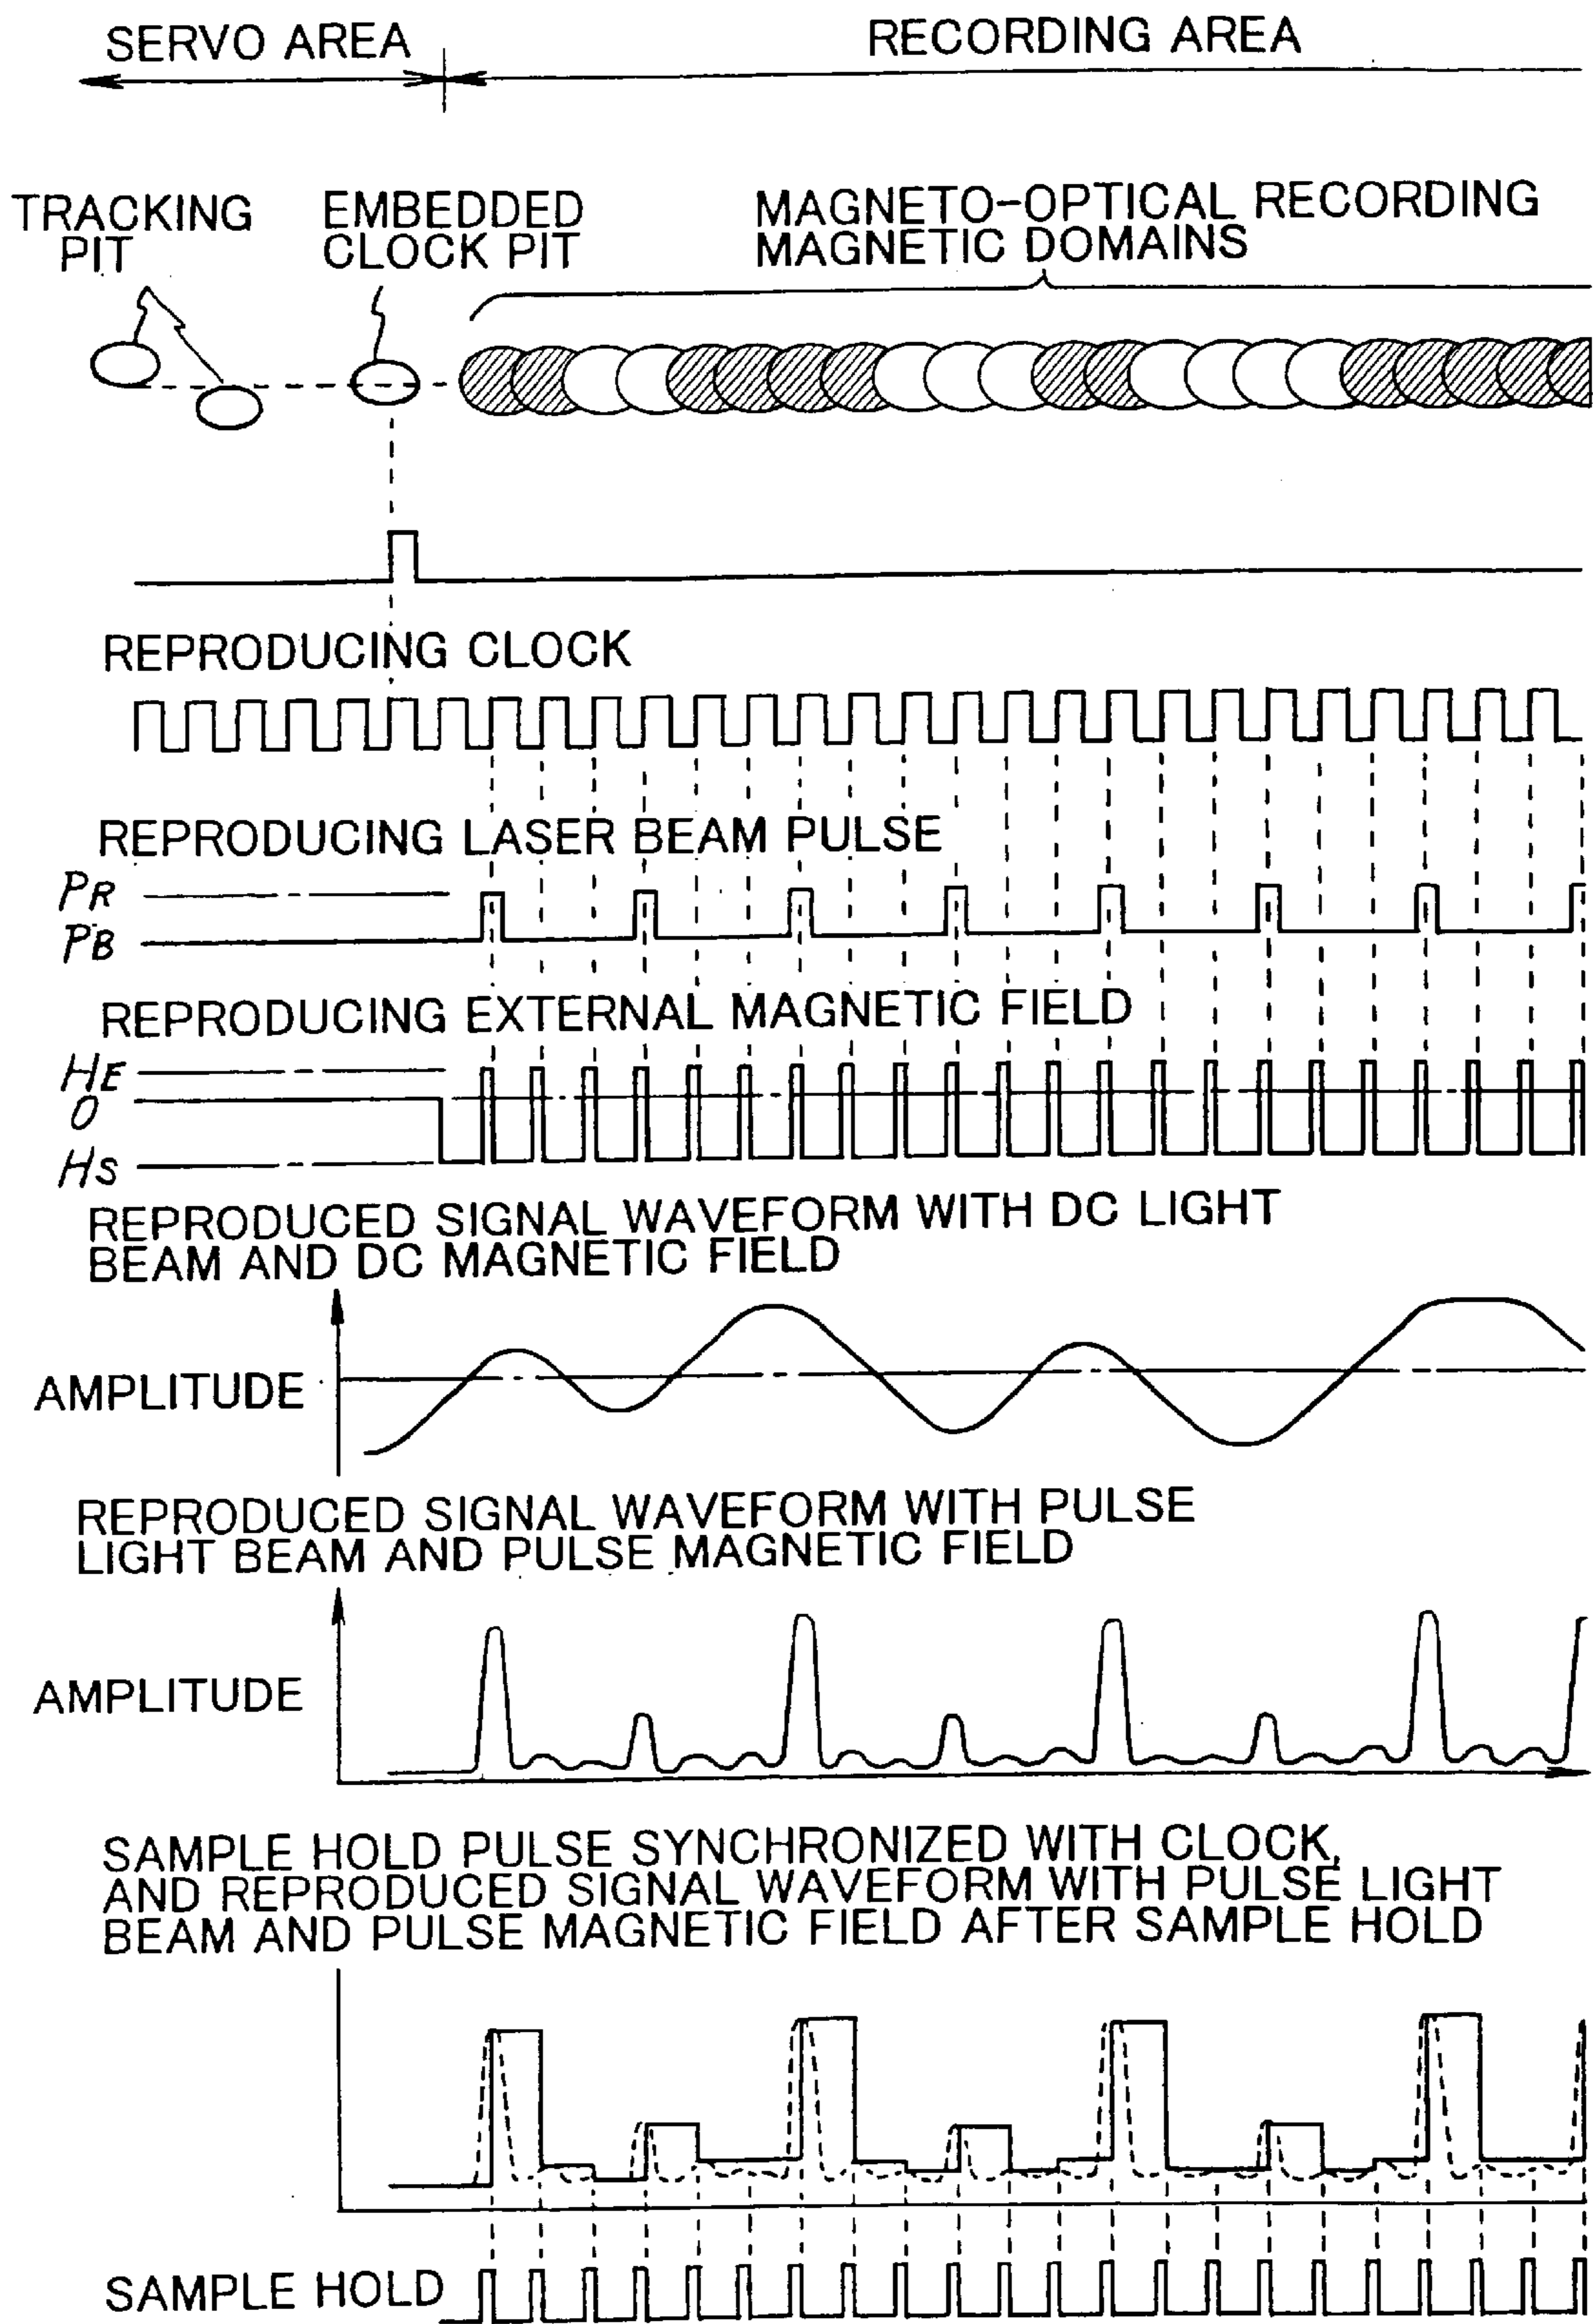 SERVO AREA
RECORDING AREA
TRACKING
PIT
EMBEDDED
CLOCK PIT
MAGNETO-OPTICAL RECORDING
MAGNETIC DOMAINS
REPRODUCING CLOCK
REPRODUCING LASER BEAM PULSE
PR
PB
REPRODUCING EXTERNAL MAGNETIC FIELD
HE
0
HS
REPRODUCED SIGNAL WAVEFORM WITH DC LIGHT
BEAM AND DC MAGNETIC FIELD
AMPLITUDE
REPRODUCED SIGNAL WAVEFORM WITH PULSE
LIGHT BEAM AND PULSE MAGNETIC FIELD
AMPLITUDE
SAMPLE HOLD PULSE SYNCHRONIZED WITH CLOCK,
AND REPRODUCED SIGNAL WAVEFORM WITH PULSE LIGHT
BEAM AND PULSE MAGNETIC FIELD AFTER SAMPLE HOLD
SAMPLE HOLD